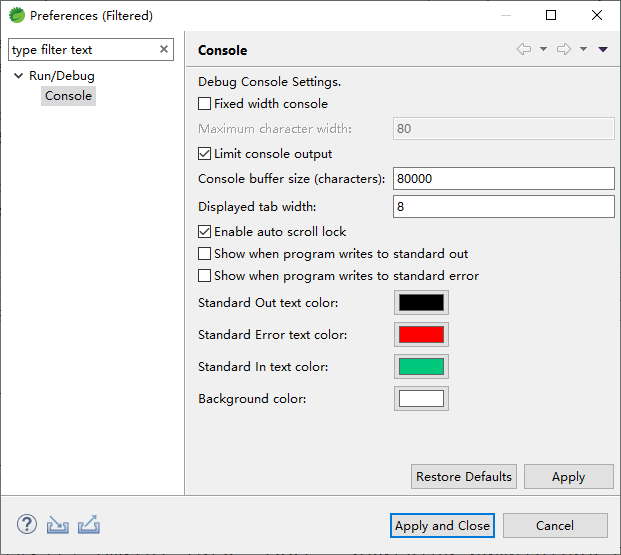 Preferences (Filtered)
type filter text
Run/Debug
Console
Console
Debug Console Settings.
Fixed width console
Maximum character width: 80
Limit console output
Console buffer size (characters): 80000
Displayed tab width: 8
Enable auto scroll lock
Show when program writes to standard out
Show when program writes to standard error
Standard Out text color:
Standard Error text color:
Standard In text color:
Background color:
Restore Defaults Apply
Apply and Close Cancel